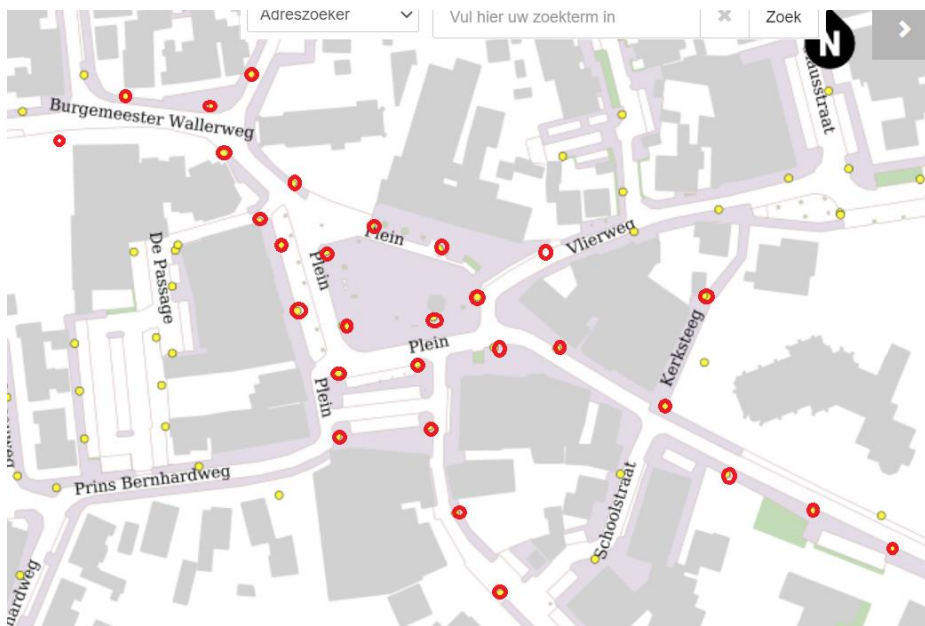 Adreszoeker
Vul hier uw zoekterm in
Zoek
N
Burgemeester Wallerweg
Plein
Vlierweg
De Passage
Plein
Plein
Kerksteeg
Plein
Prins Bernhardweg
Schoolstraat